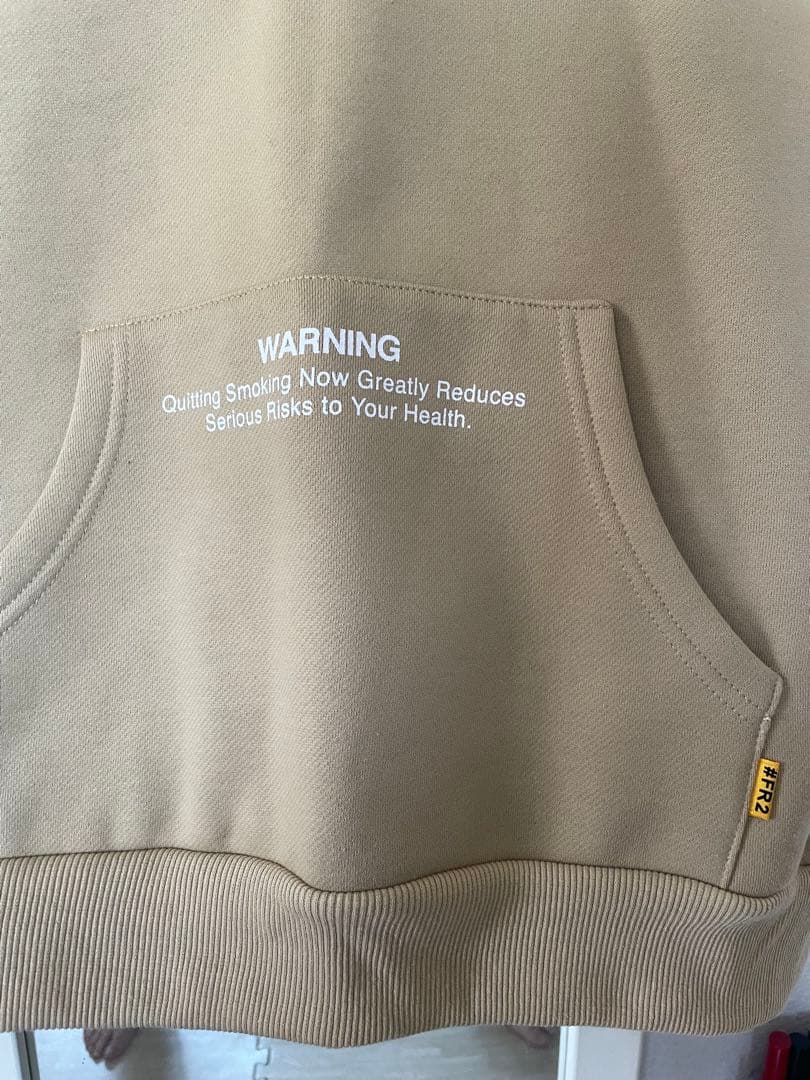 WARNING
Quitting Smoking Now Greatly Reduces
Serious Risks to Your Health.
#FR2